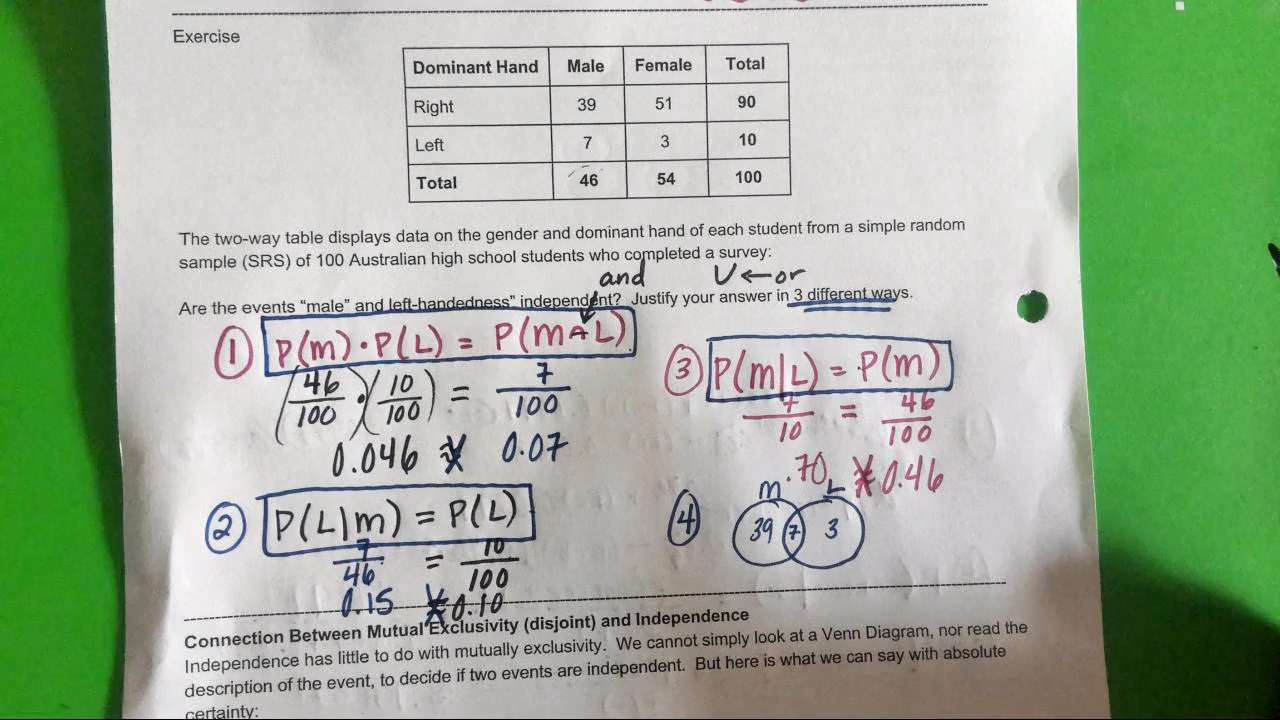 Exercise
Dominant Hand Male Female Total
Right 39 51 90
Left 7 3 10
Total 46 54 100
The two-way table displays data on the gender and dominant hand of each student from a simple random
sample (SRS) of 100 Australian high school students who completed a survey:
and U ← or
Are the events “male” and left-handedness” independent? Justify your answer in 3 different ways.
① P(m) · P(L) = P(m ∩ L)
(46/100) · (10/100) = 7/100
0.046 ≠ 0.07
② P(L|m) = P(L)
7/46 = 10/100
0.15 ≠ 0.10
③ P(m|L) = P(m)
7/10 = 46/100
.70 ≠ 0.46
④ m L
39 7 3
Connection Between Mutual Exclusivity (disjoint) and Independence
Independence has little to do with mutually exclusivity. We cannot simply look at a Venn Diagram, nor read the
description of the event, to decide if two events are independent. But here is what we can say with absolute
certainty: